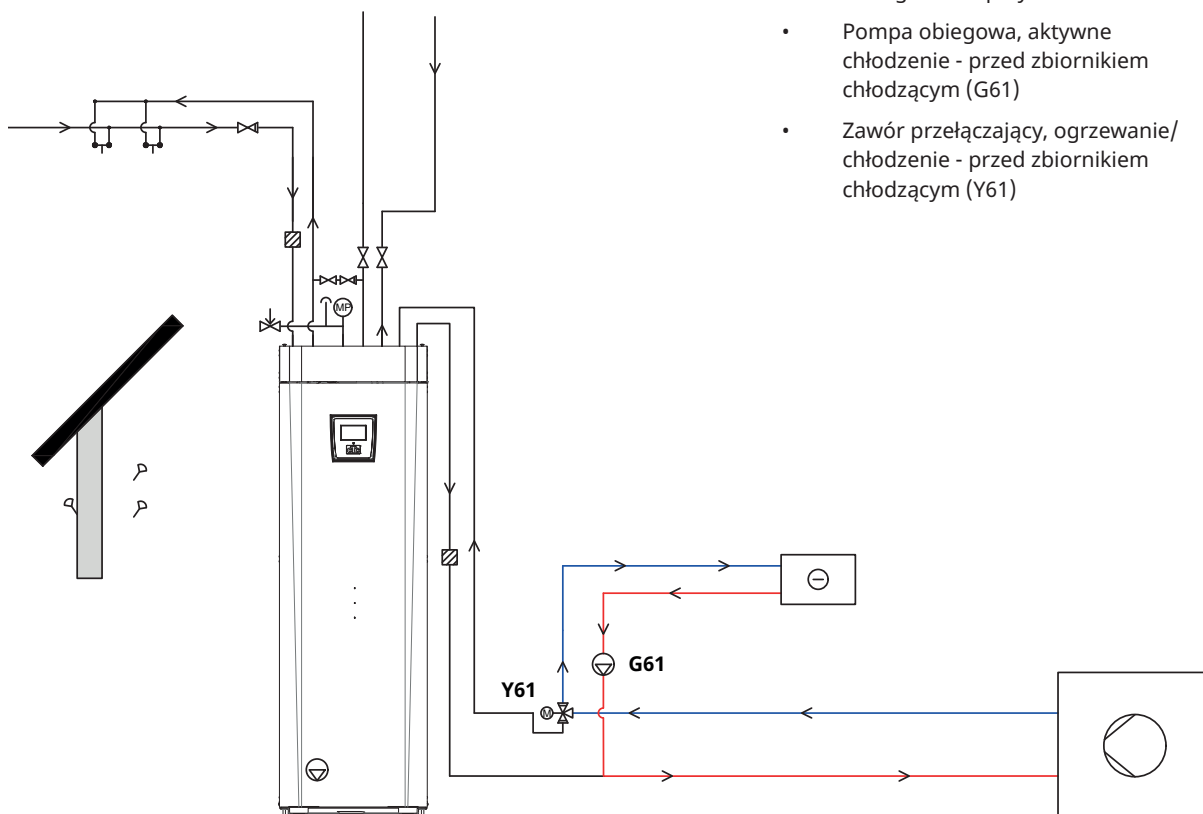 • Pompa obiegowa, aktywne
chłodzenie - przed zbiornikiem
chłodzącym (G61)
• Zawór przełączający, ogrzewanie/
chłodzenie - przed zbiornikiem
chłodzącym (Y61)
MP
G61
Y61
M